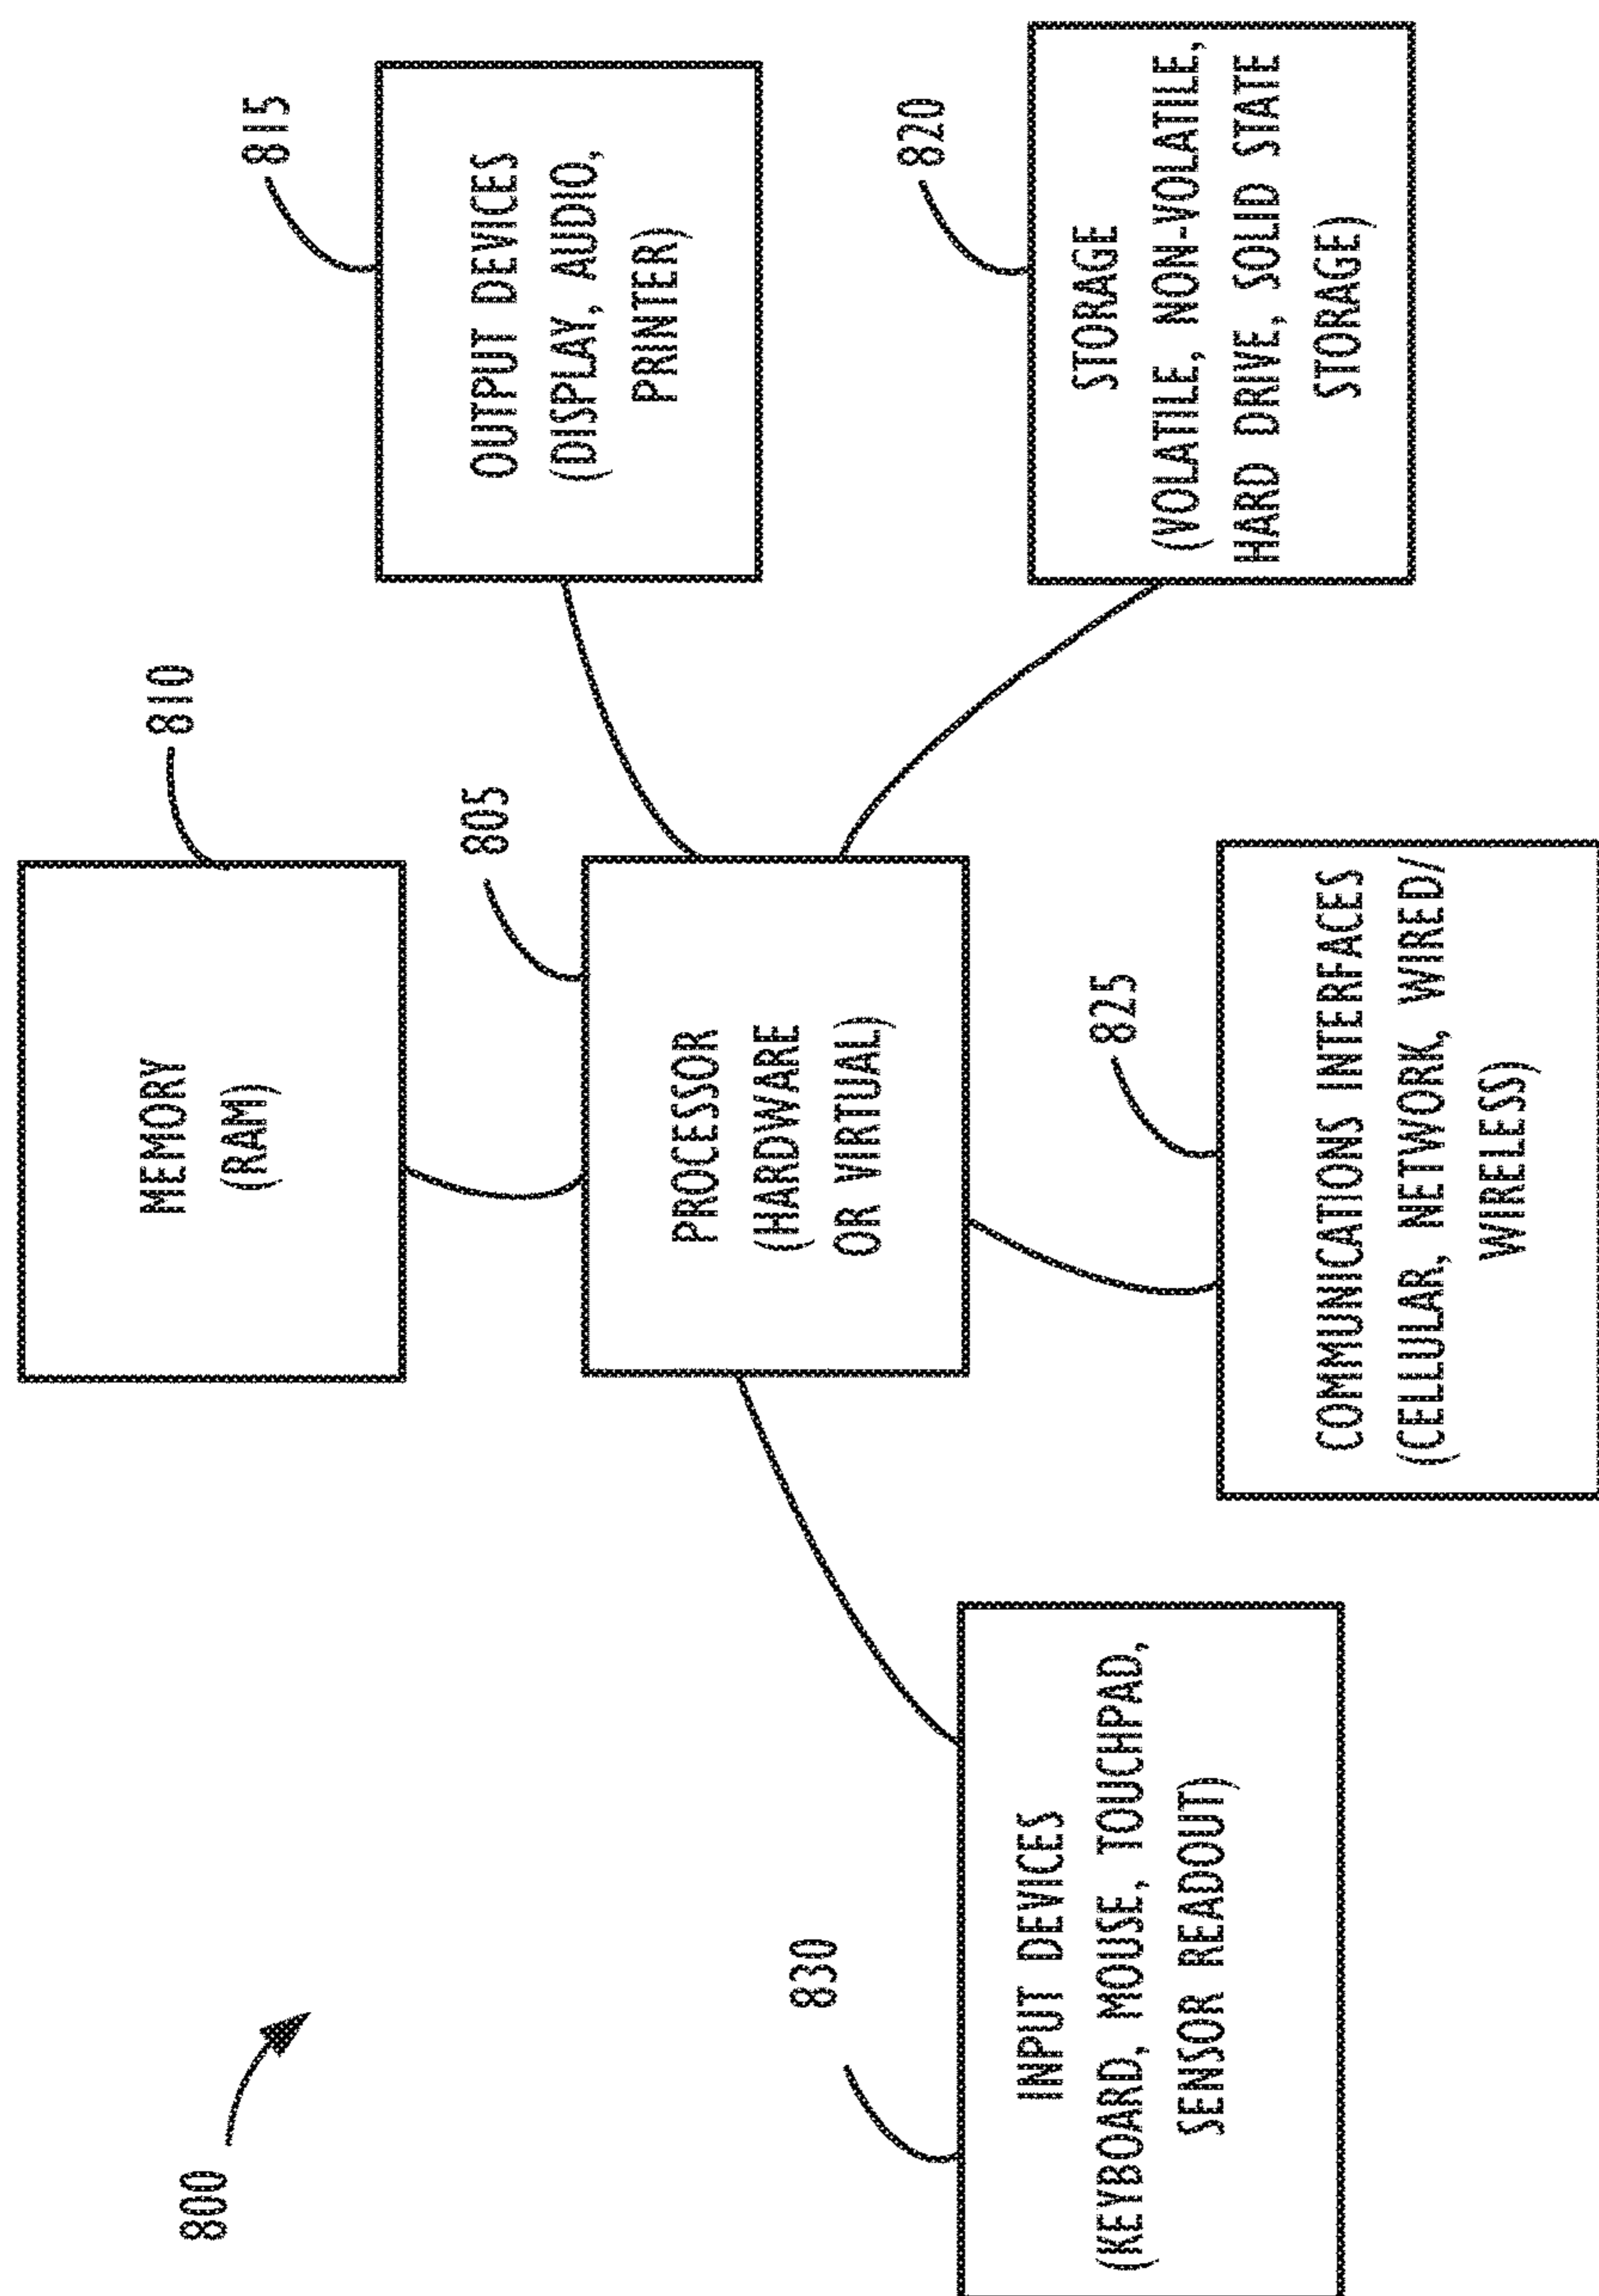 800
810
MEMORY
(RAM)
815
OUTPUT DEVICES
(DISPLAY, AUDIO,
PRINTER)
805
PROCESSOR
(HARDWARE
OR VIRTUAL)
830
INPUT DEVICES
(KEYBOARD, MOUSE, TOUCHPAD,
SENSOR READOUT)
825
COMMUNICATIONS INTERFACES
(CELLULAR, NETWORK, WIRED/
WIRELESS)
820
STORAGE
(VOLATILE, NON-VOLATILE,
HARD DRIVE, SOLID STATE
STORAGE)